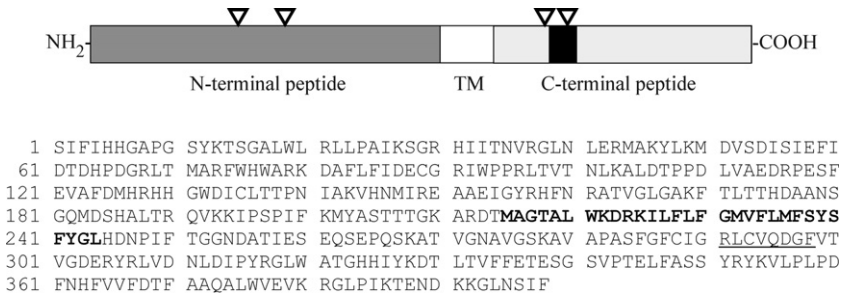 NH2- -COOH
N-terminal peptide TM C-terminal peptide
1 SIFIHHGAPG SYKTSGALWL RLLPAIKSGR HIITNVRGLN LERMAKYLKM DVSDISIEFI
61 DTDHPDGRLT MARFWHWARK DAFLFIDECG RIWPPRLTVT NLKALDTPPD LVAEDRPESF
121 EVAFDMHRHH GWDICLTTPN IAKVHNMIRE AAEIGYRHFN RATVGLGAKF TLTTHDAANS
181 GQMDSHALTR QVKKIPSPIF KMYASTTTGK ARDTMAGTAL WKDRKILFLF GMVFLMFSYS
241 FYGLHDNPIF TGGNDATIES EQSEPQSKAT VGNAVGSKAV APASFGFCIG RLCVQDGFVT
301 VGDERYRLVD NLDIPYRGLW ATGHHIYKDT LTVFFETESG SVPTELFASS YRYKVLPLPD
361 FNHFVVFDTF AAQALWVEVK RGLPIKTEND KKGLNSIF